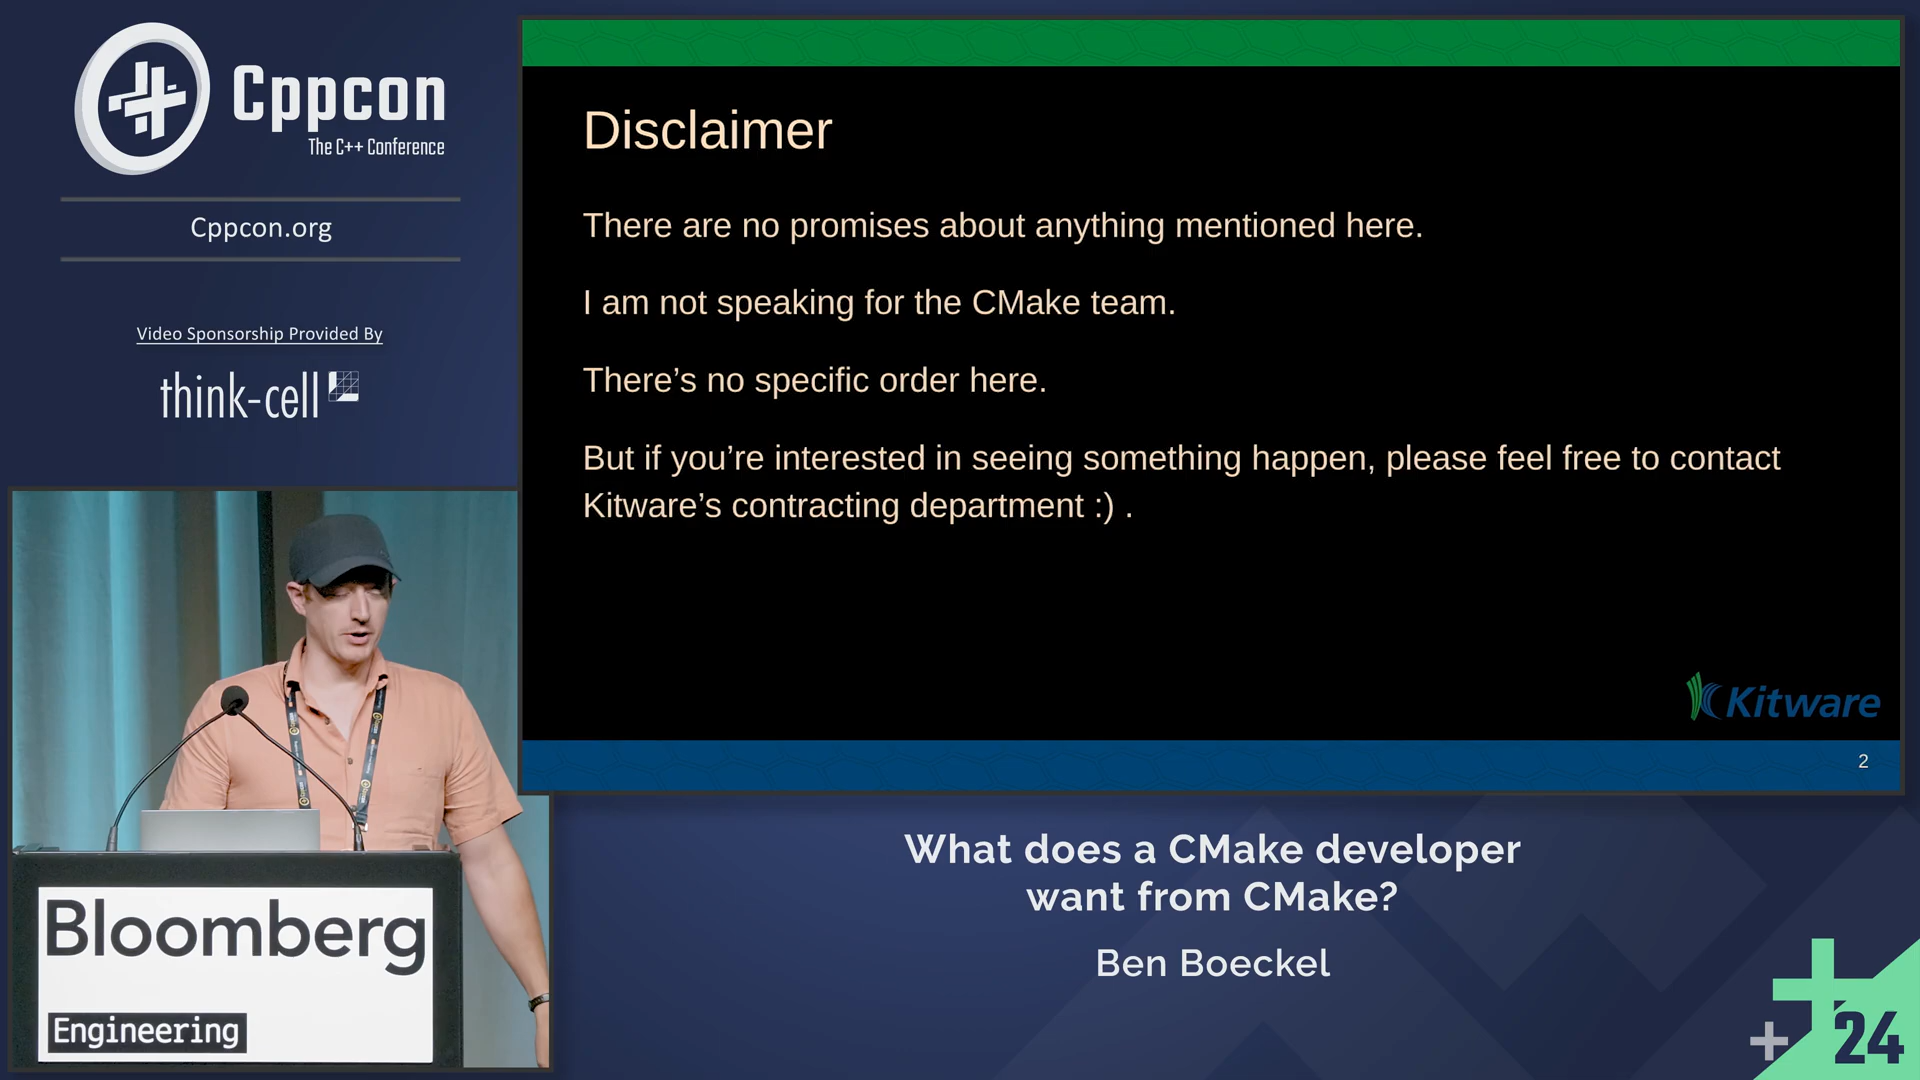 Cppcon
The C++ Conference
Cppcon.org
Video Sponsorship Provided By
think-cell
Disclaimer
There are no promises about anything mentioned here.
I am not speaking for the CMake team.
There’s no specific order here.
But if you’re interested in seeing something happen, please feel free to contact
Kitware’s contracting department :) .
Kitware
2
Bloomberg
Engineering
What does a CMake developer
want from CMake?
Ben Boeckel
24